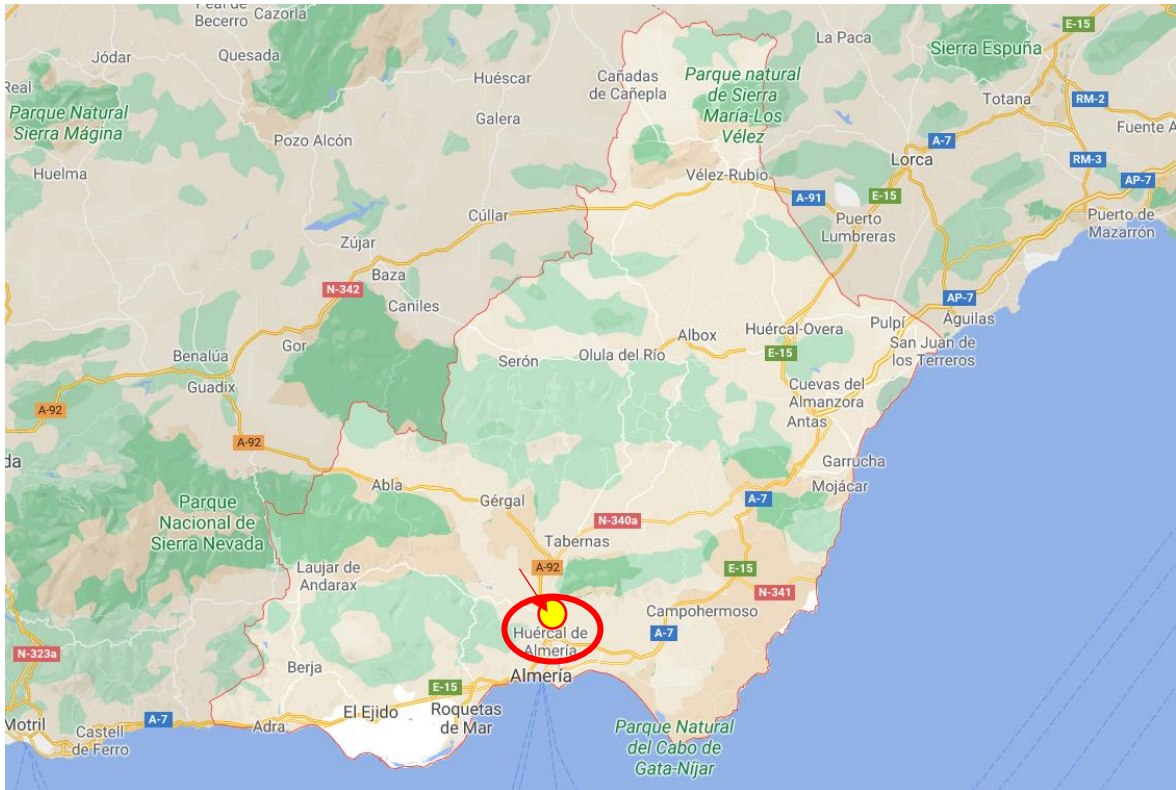 Peal de
Becerro
Cazorla
E-15
La Paca
Sierra Espuña
Jódar
Quesada
Huéscar
Cañadas
de Cañepla
Parque natural
de Sierra
María-Los
Vélez
Real
Parque Natural
Sierra Mágina
Totana
RM-2
Galera
Fuente A
Pozo Alcón
A-7
Lorca
RM-3
Huelma
Vélez-Rubio
AP-7
A-91
E-15
Cúllar
Puerto
Lumbreras
Puerto de
Mazarrón
Zújar
Baza
N-342
Caniles
AP-7
Águilas
Huércal-Overa
Pulpí
Albox
Gor
Benalúa
Serón
Olula del Río
E-15
San Juan de
los Terreros
Guadix
Cuevas del
Almanzora
A-92
Antas
A-92
da
Garrucha
Abla
Mojácar
Parque
Nacional de
Sierra Nevada
Gérgal
A-7
N-340a
Tabernas
Laujar de
Andarax
A-92
E-15
N-341
Campohermoso
Huércal de
Almería
A-7
N-323a
Berja
Almería
E-15
El Ejido
Roquetas
de Mar
Motril
A-7
Adra
Castell
de Ferro
Parque Natural
del Cabo de
Gata-Níjar